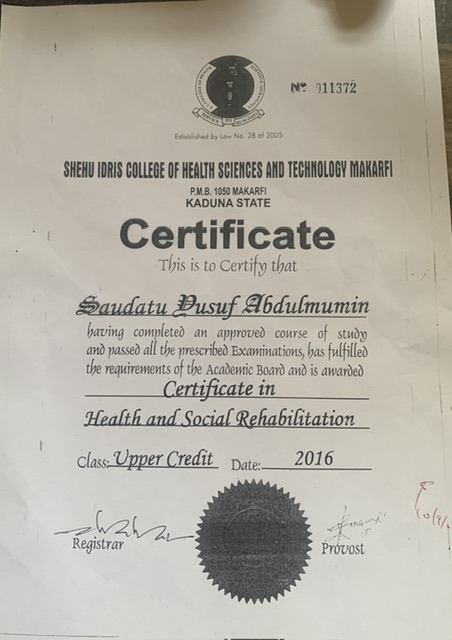 Nº 011372
Established by Law No. 28 of 2005
SHEHU IDRIS COLLEGE OF HEALTH SCIENCES AND TECHNOLOGY MAKARFI
P.M.B. 1050 MAKARFI
KADUNA STATE
Certificate
This is to Certify that
Saudatu Yusuf Abdulmumin
having completed an approved course of study
and passed all the prescribed Examinations, has fulfilled
the requirements of the Academic Board and is awarded
Certificate in
Health and Social Rehabilitation
Class: Upper Credit Date: 2016
Registrar Provost